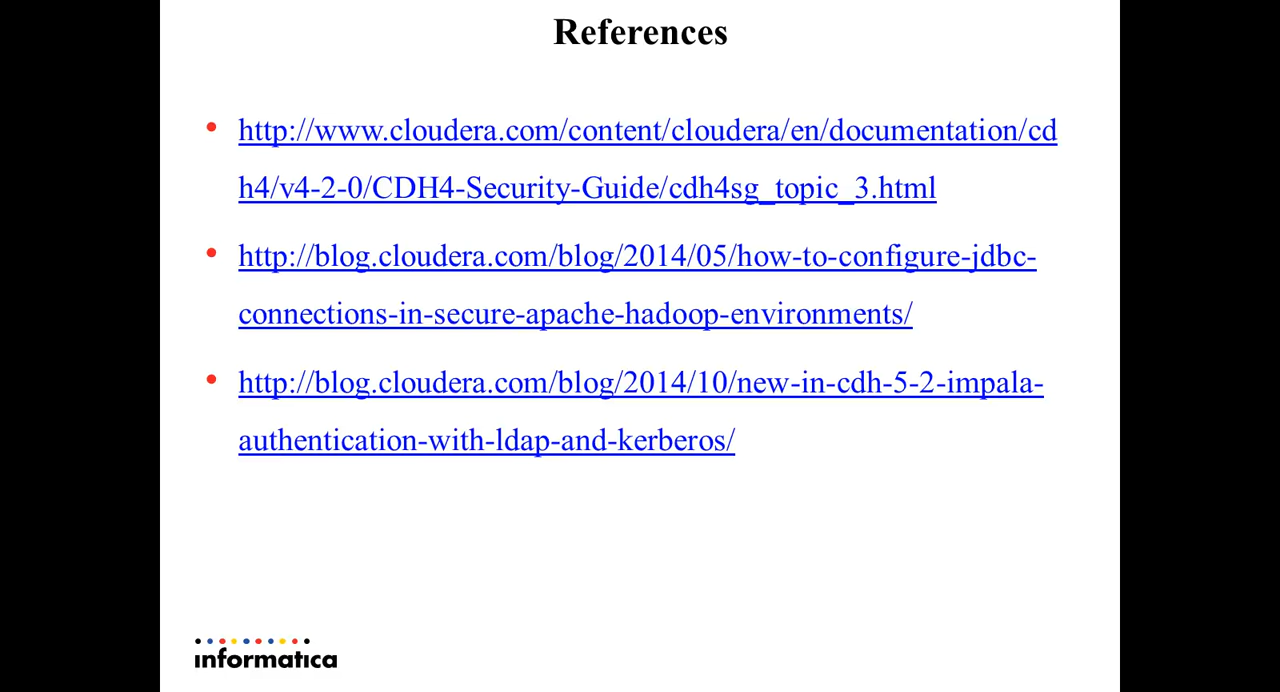 References
http://www.cloudera.com/content/cloudera/en/documentation/cd
h4/v4-2-0/CDH4-Security-Guide/cdh4sg_topic_3.html
http://blog.cloudera.com/blog/2014/05/how-to-configure-jdbc-
connections-in-secure-apache-hadoop-environments/
http://blog.cloudera.com/blog/2014/10/new-in-cdh-5-2-impala-
authentication-with-ldap-and-kerberos/
informatica